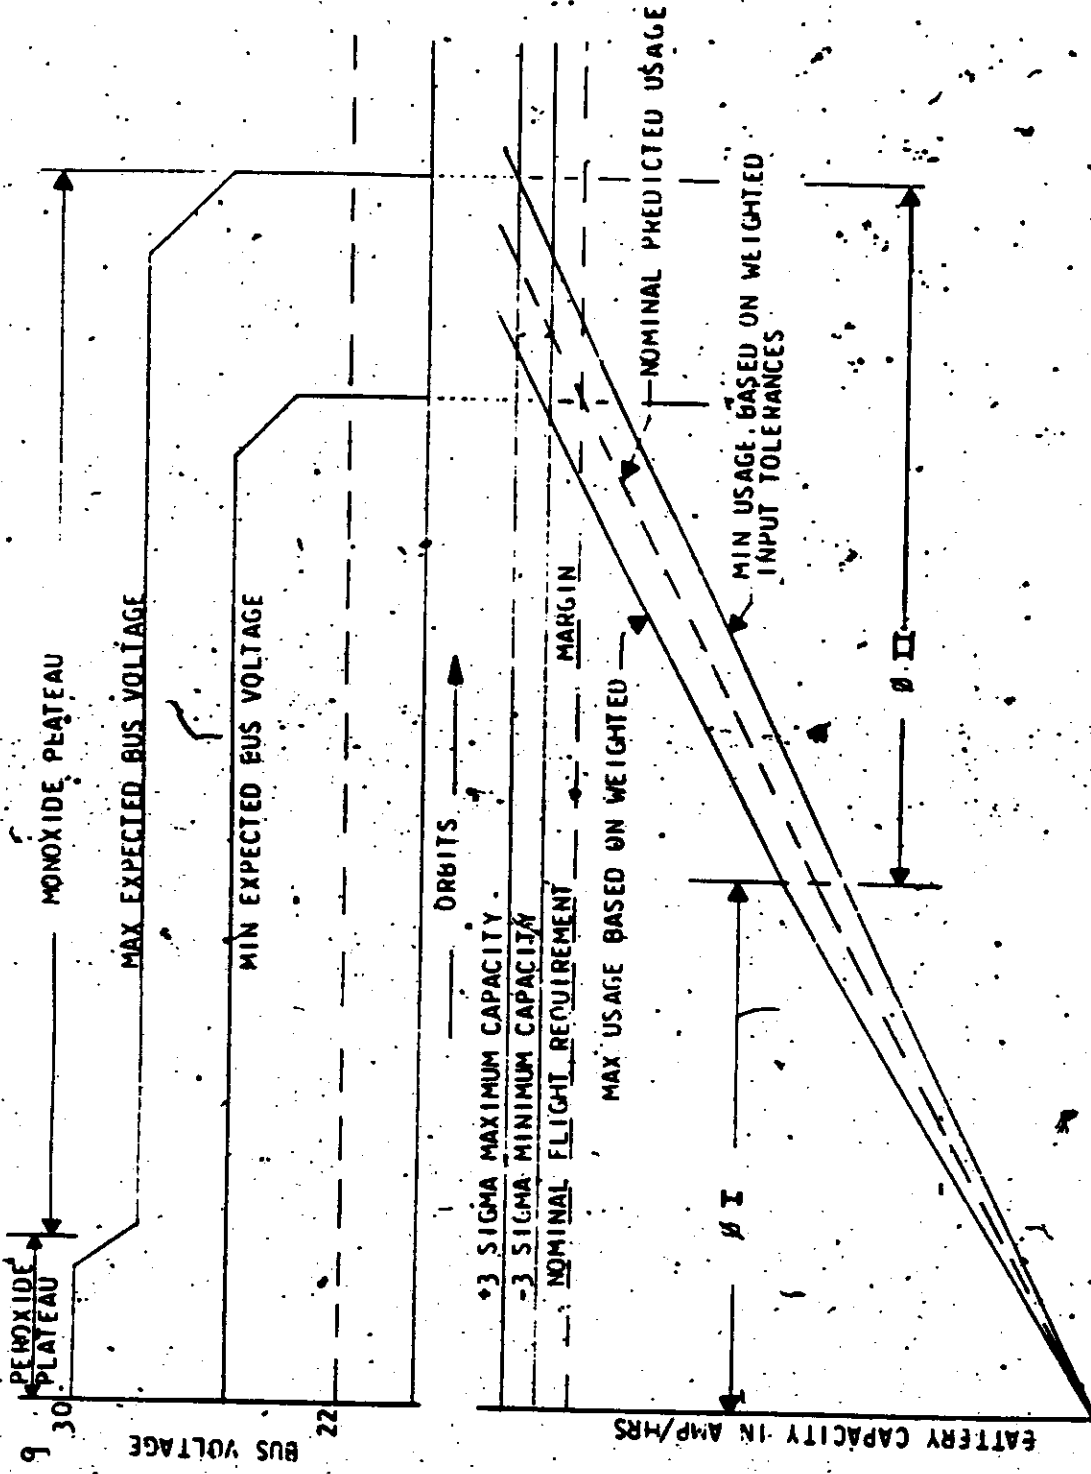 PEROXIDE
PLATEAU
MONOXIDE PLATEAU
30
MAX EXPECTED BUS VOLTAGE
MIN EXPECTED BUS VOLTAGE
BUS VOLTAGE
22
ORBITS
+3 SIGMA MAXIMUM CAPACITY
-3 SIGMA MINIMUM CAPACITY
NOMINAL FLIGHT REQUIREMENT
MARGIN
MAX USAGE BASED ON WEIGHTED
NOMINAL PREDICTED USAGE
MIN USAGE BASED ON WEIGHTED
INPUT TOLERANCES
Ø I
Ø II
BATTERY CAPACITY IN AMP/HRS